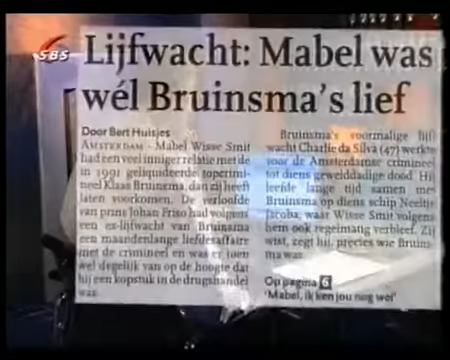 SBS
Lijfwacht: Mabel was
wél Bruinsma's lief
Door Bert Huisjes
AMSTERDAM - Mabel Wisse Smit
had een veel inniger relatie met de
in 1991 geliquideerde topcrimi-
neel Klaas Bruinsma, dan zij heeft
laten voorkomen. De verloofde
van prins Johan Friso had volgens
een ex-lijfwacht van Bruinsma
een maandenlange liefdesaffaire
met de crimineel en was er toen
wel degelijk van op de hoogte dat
hij een kopstuk in de drugshandel
was.
Bruinsma's voormalige lijf-
wacht Charlie da Silva (47) werkte
voor de Amsterdamse crimineel
tot diens gewelddadige dood. Hij
leefde lange tijd samen met
Bruinsma op diens schip Neeltje
Jacoba, waar Wisse Smit volgens
hem ook regelmatig verbleef. Zij
wist, zegt hij, precies wie Bruins-
ma was.
Op pagina 6
'Mabel, ik ken jou nog wel'